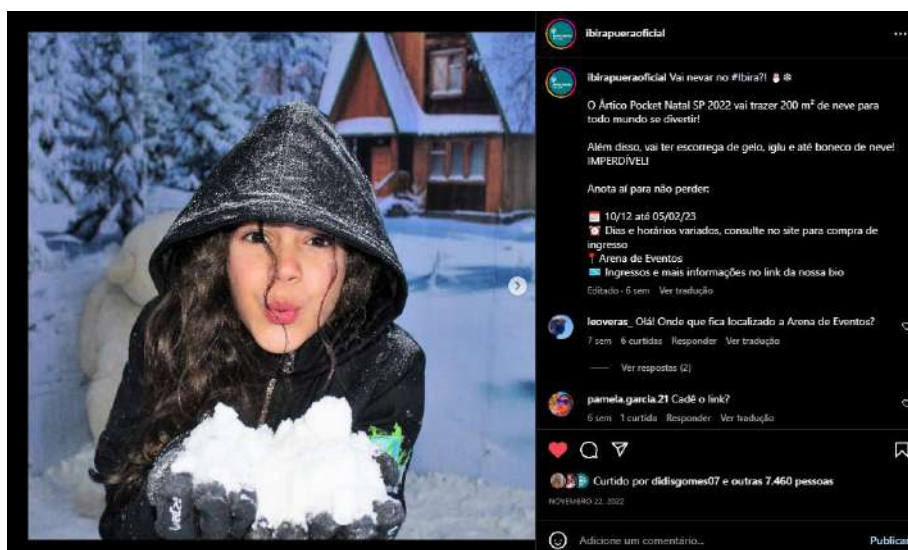 ibirapueraoficial
ibirapueraoficial Vai nevar no #Ibira?! ⛄ ❄
O Ártico Pocket Natal SP 2022 vai trazer 200 m² de neve para
todo mundo se divertir!
Além disso, vai ter escorrega de gelo, iglu e até boneco de neve!
IMPERDÍVEL!
Anota aí para não perder:
10/12 até 05/02/23
Dias e horários variados, consulte no site para compra de
ingresso
Arena de Eventos
Ingressos e mais informações no link da nossa bio
Editado · 6 sem Ver tradução
leoveras_ Olá! Onde que fica localizado a Arena de Eventos?
7 sem 6 curtidas Responder Ver tradução
Ver respostas (2)
pamela.garcia.21 Cadê o link?
6 sem 1 curtida Responder Ver tradução
Curtido por didisgomes07 e outras 7.460 pessoas
NOVEMBRO 22, 2022
Adicione um comentário...
Publicar